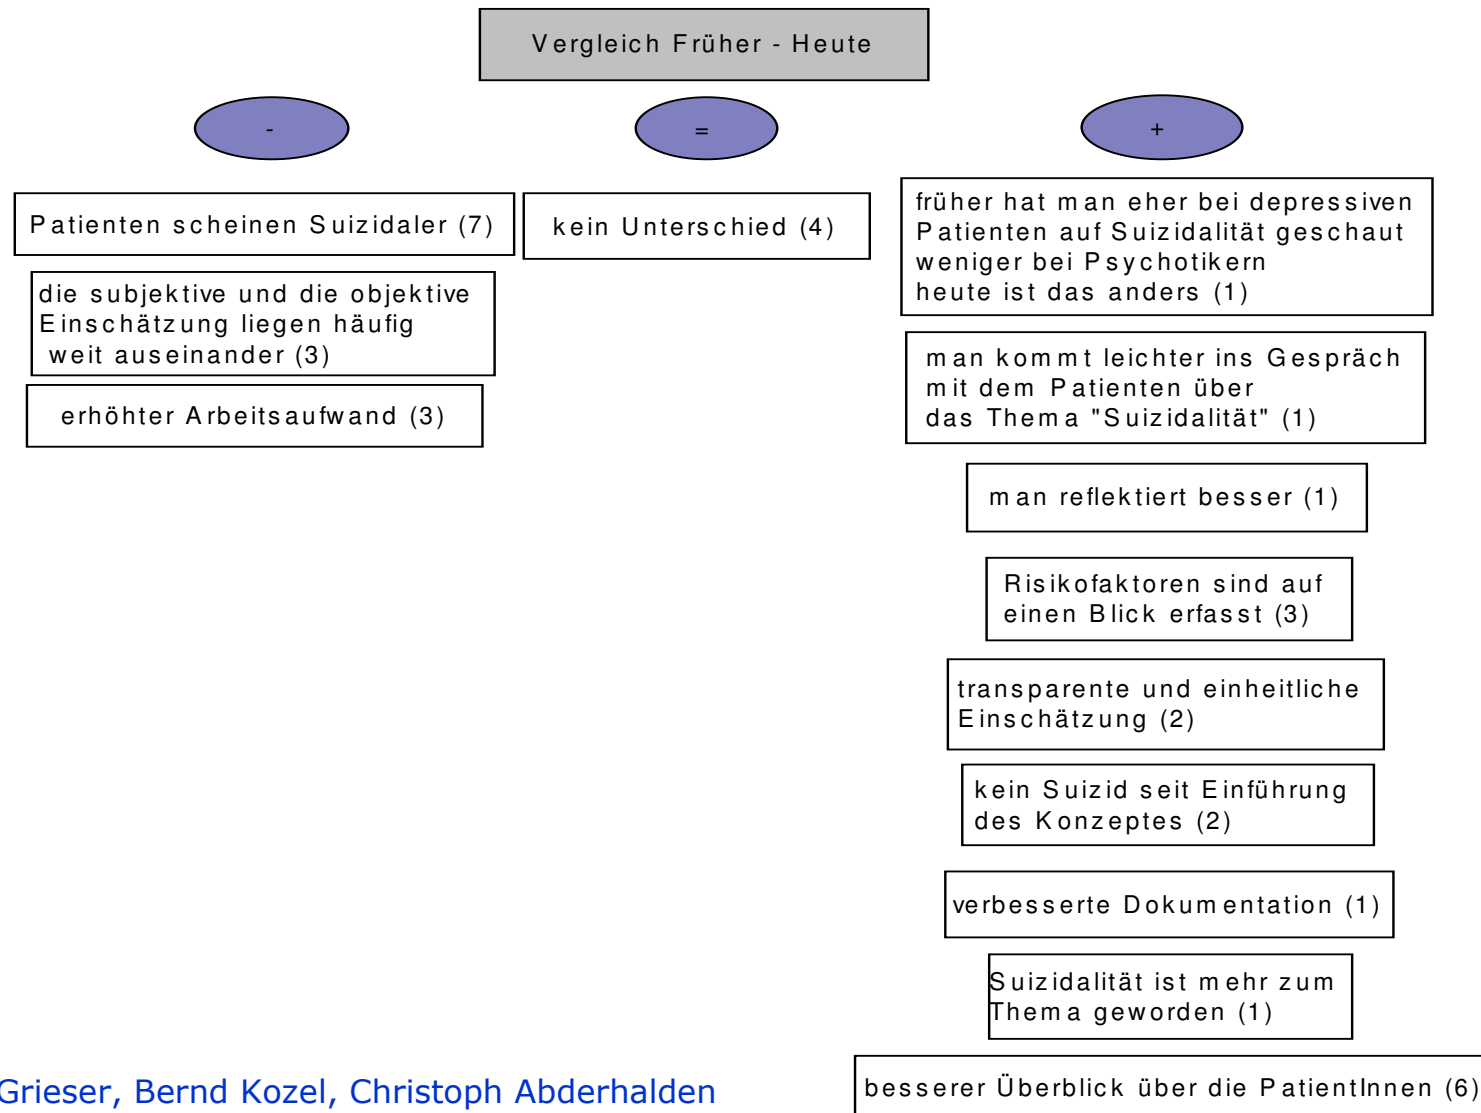 Vergleich Früher - Heute
-
=
+
Patienten scheinen Suizidaler (7)
die subjektive und die objektive
Einschätzung liegen häufig
weit auseinander (3)
erhöhter Arbeitsaufwand (3)
kein Unterschied (4)
früher hat man eher bei depressiven
Patienten auf Suizidalität geschaut
weniger bei Psychotikern
heute ist das anders (1)
man kommt leichter ins Gespräch
mit dem Patienten über
das Thema "Suizidalität" (1)
man reflektiert besser (1)
Risikofaktoren sind auf
einen Blick erfasst (3)
transparente und einheitliche
Einschätzung (2)
kein Suizid seit Einführung
des Konzeptes (2)
verbesserte Dokumentation (1)
Suizidalität ist mehr zum
Thema geworden (1)
besserer Überblick über die PatientInnen (6)
Grieser, Bernd Kozel, Christoph Abderhalden